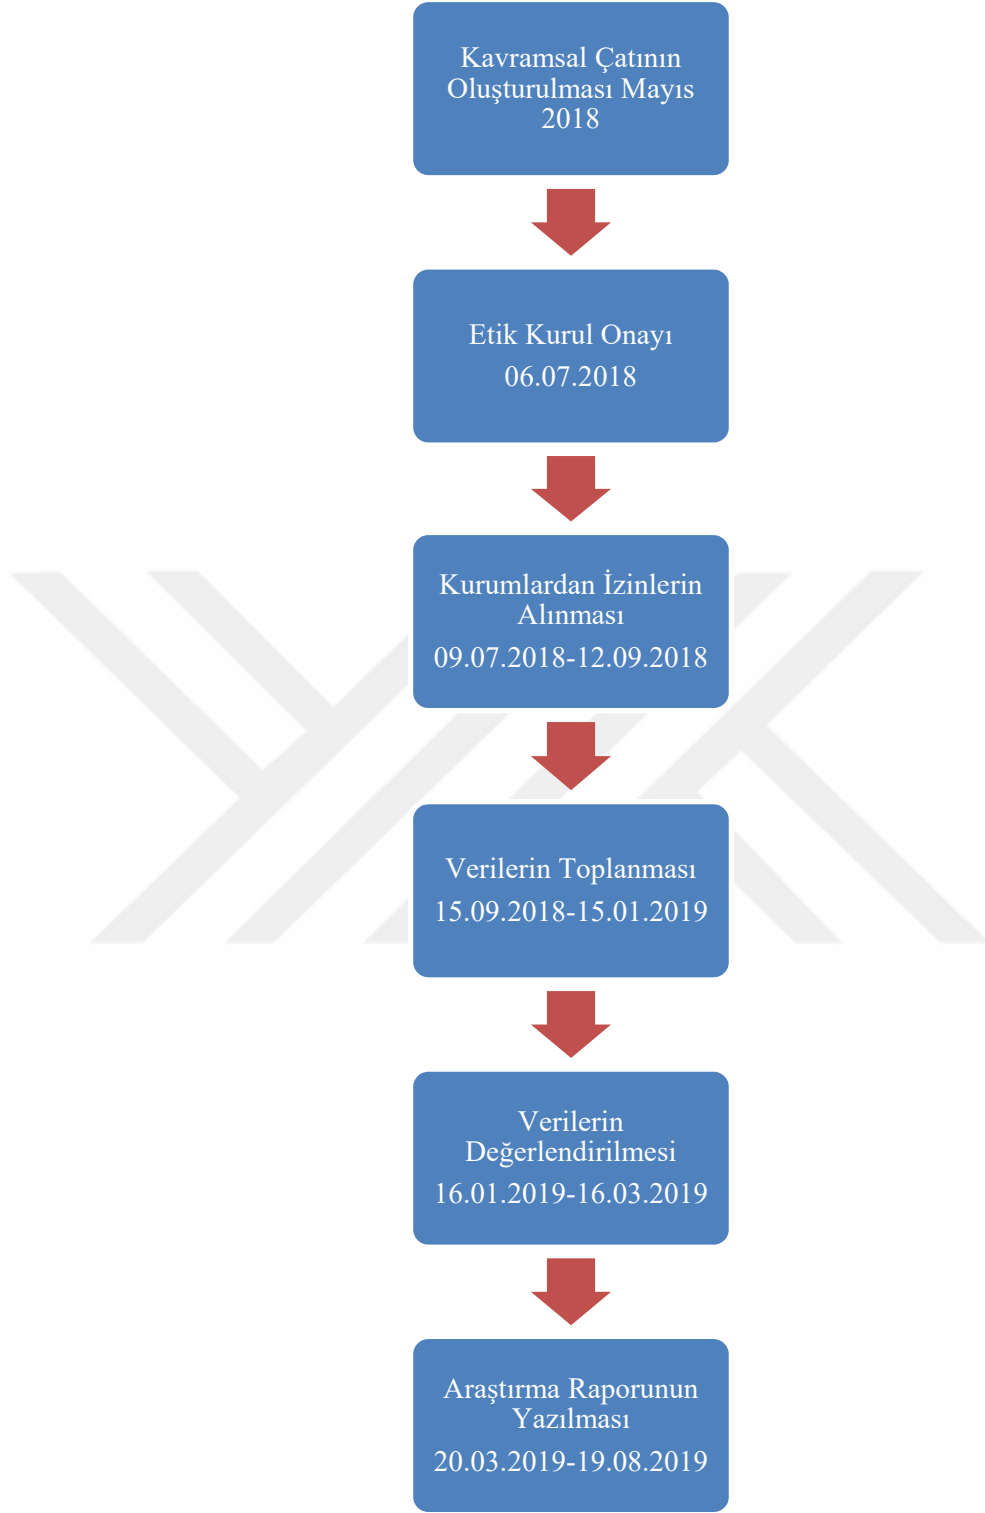 Kavramsal Çatının
Oluşturulması Mayıs
2018
Etik Kurul Onayı
06.07.2018
Kurumlardan İzinlerin
Alınması
09.07.2018-12.09.2018
Verilerin Toplanması
15.09.2018-15.01.2019
Verilerin
Değerlendirilmesi
16.01.2019-16.03.2019
Araştırma Raporunun
Yazılması
20.03.2019-19.08.2019